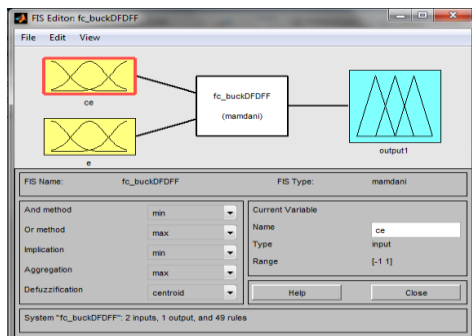 FIS Editor: fc_buckDFDFF
File Edit View
ce
e
fc_buckDFDFF
(mamdani)
output1
FIS Name: fc_buckDFDFF FIS Type: mamdani
And method min
Or method max
Implication min
Aggregation max
Defuzzification centroid
Current Variable
Name ce
Type input
Range [-1 1]
Help Close
System "fc_buckDFDFF": 2 inputs, 1 output, and 49 rules